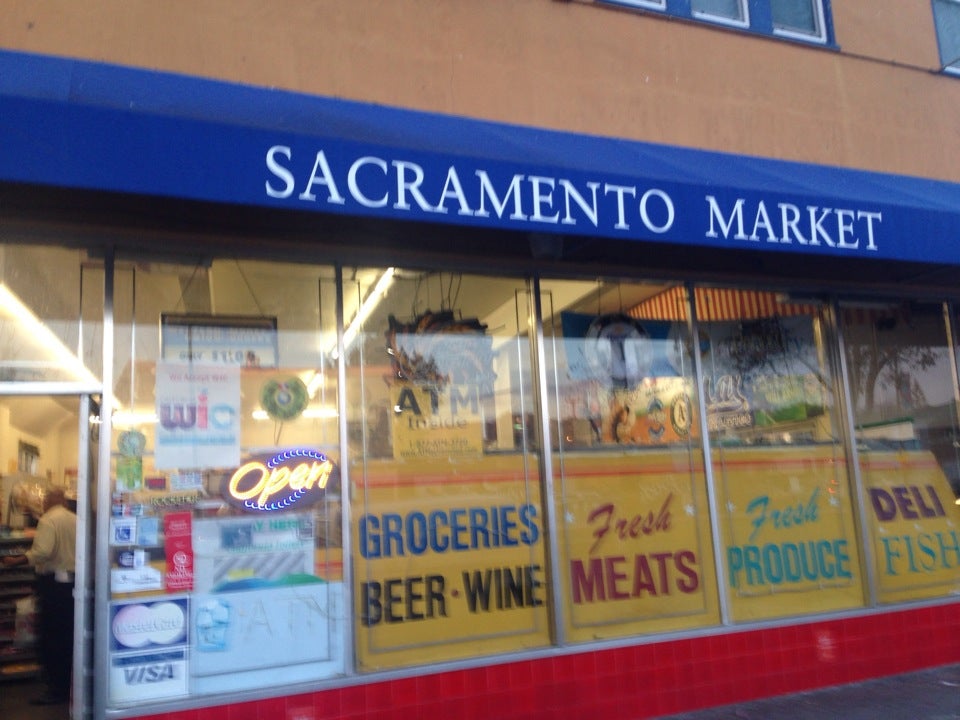 SACRAMENTO MARKET
wic
ATM
Inside
Open
GROCERIES
BEER·WINE
Fresh
MEATS
Fresh
PRODUCE
DELI
FISH
MasterCard
VISA